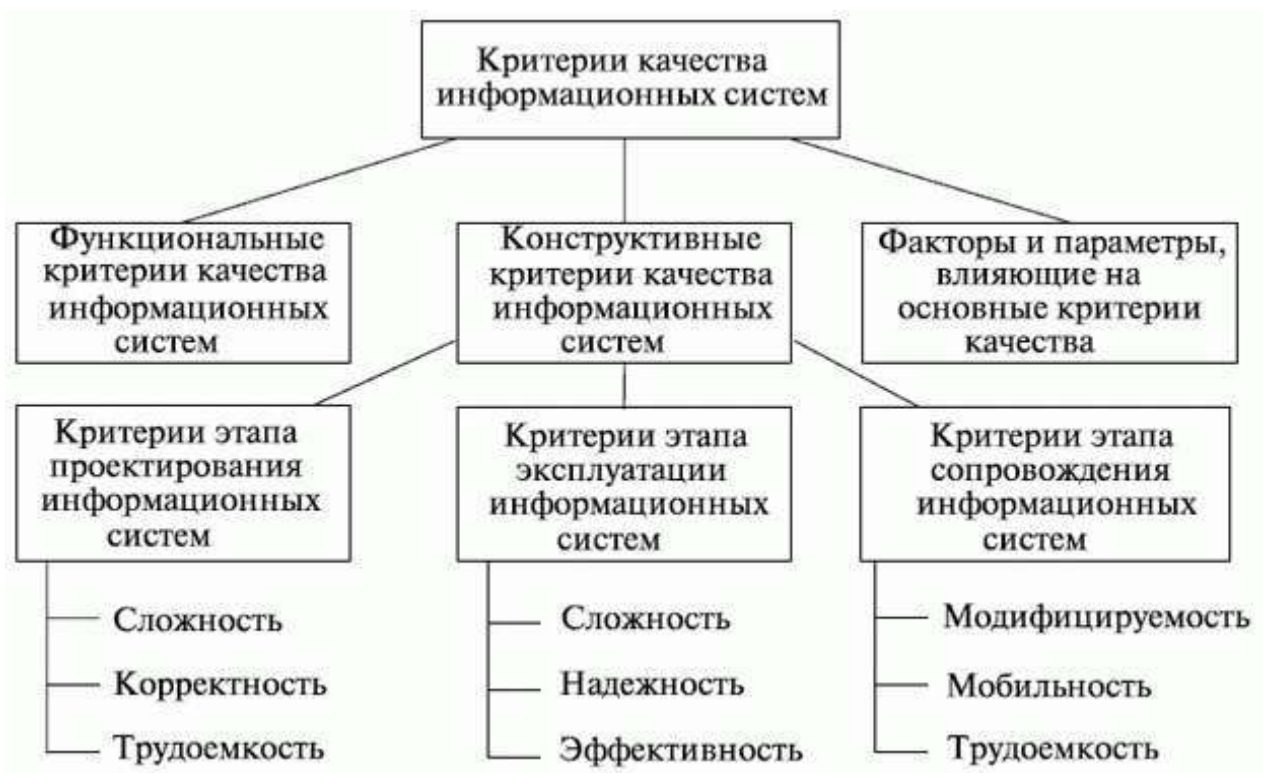 Критерии качества
информационных систем
Функциональные
критерии качества
информационных
систем
Конструктивные
критерии качества
информационных
систем
Факторы и параметры,
влияющие на
основные критерии
качества
Критерии этапа
проектирования
информационных
систем
Сложность
Корректность
Трудоемкость
Критерии этапа
эксплуатации
информационных
систем
Сложность
Надежность
Эффективность
Критерии этапа
сопровождения
информационных
систем
Модифицируемость
Мобильность
Трудоемкость